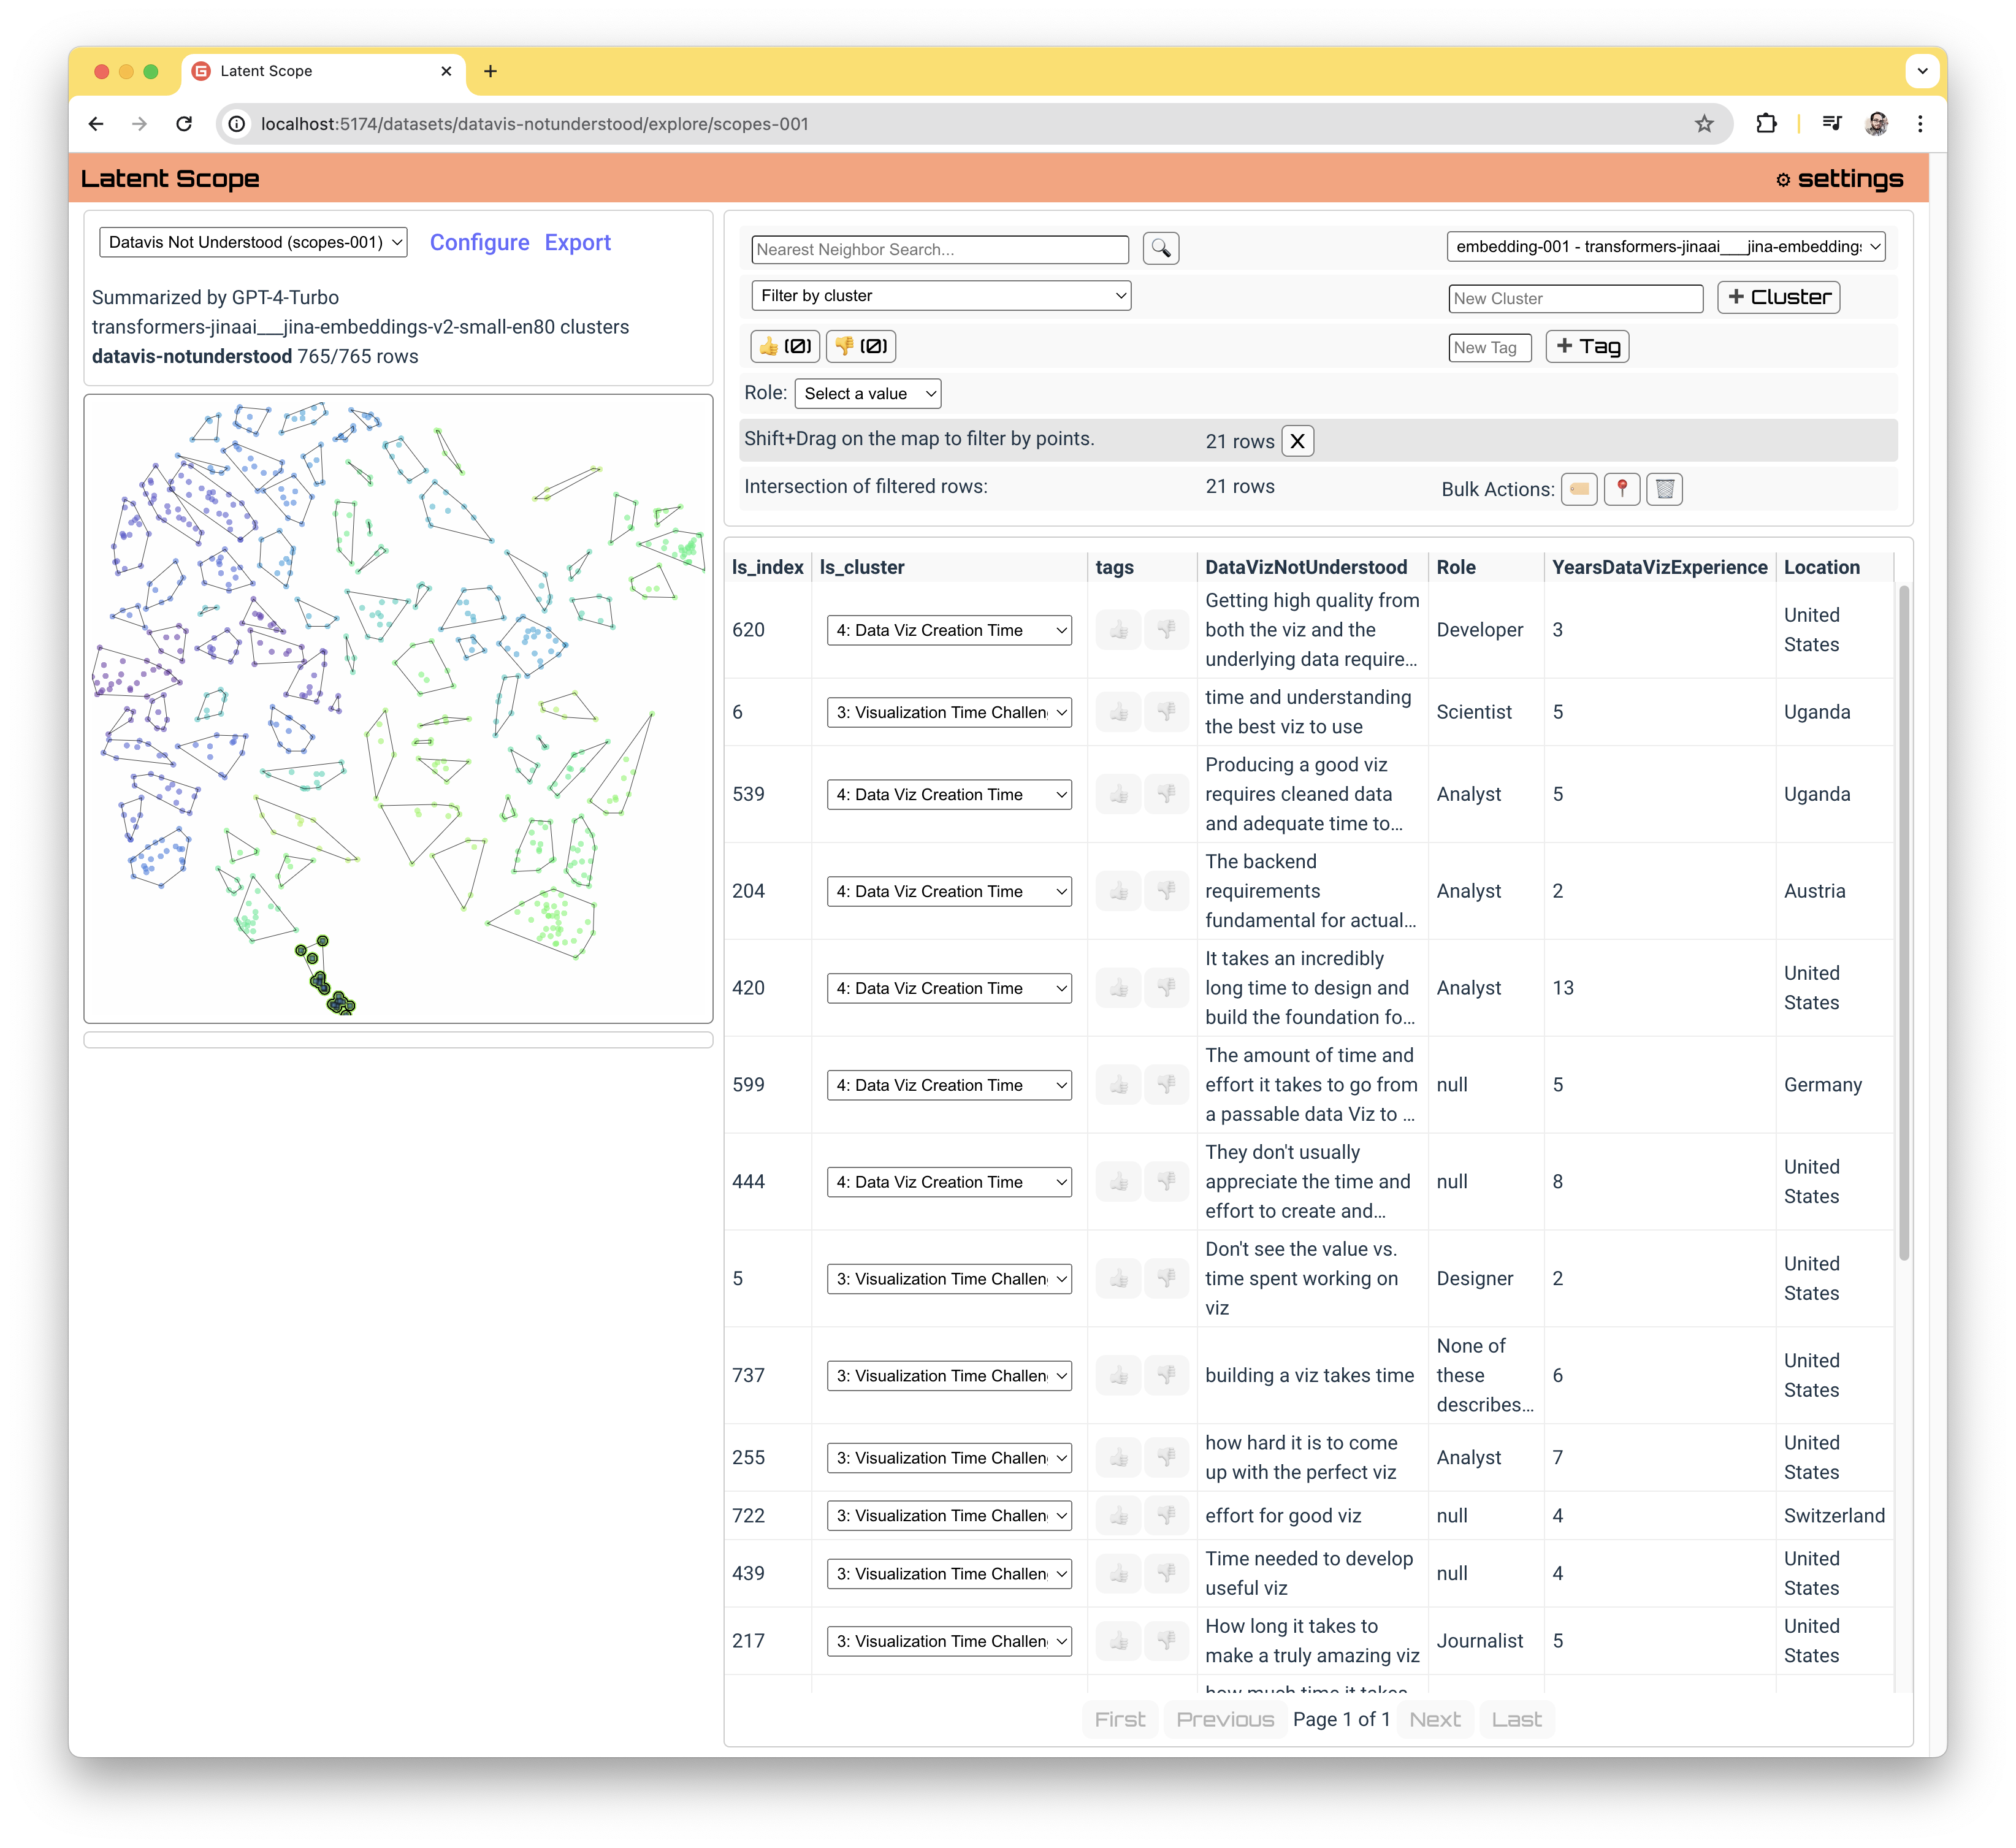 Latent Scope
localhost:5174/datasets/datavis-notunderstood/explore/scopes-001
Latent Scope
⚙ settings
Datavis Not Understood (scopes-001)
Configure
Export
Summarized by GPT-4-Turbo
transformers-jinaai___jina-embeddings-v2-small-en80 clusters
datavis-notunderstood 765/765 rows
Nearest Neighbor Search...
embedding-001 - transformers-jinaai___jina-embedding
Filter by cluster
New Cluster
+ Cluster
👍 (0)
👎 (0)
New Tag
+ Tag
Role:
Select a value
Shift+Drag on the map to filter by points.
21 rows
X
Intersection of filtered rows:
21 rows
Bulk Actions:
ls_index
ls_cluster
tags
DataVizNotUnderstood
Role
YearsDataVizExperience
Location
620
4: Data Viz Creation Time
Getting high quality from
both the viz and the
underlying data require...
Developer
3
United
States
6
3: Visualization Time Challen
time and understanding
the best viz to use
Scientist
5
Uganda
539
4: Data Viz Creation Time
Producing a good viz
requires cleaned data
and adequate time to...
Analyst
5
Uganda
204
4: Data Viz Creation Time
The backend
requirements
fundamental for actual...
Analyst
2
Austria
420
4: Data Viz Creation Time
It takes an incredibly
long time to design and
build the foundation fo...
Analyst
13
United
States
599
4: Data Viz Creation Time
The amount of time and
effort it takes to go from
a passable data Viz to ...
null
5
Germany
444
4: Data Viz Creation Time
They don't usually
appreciate the time and
effort to create and...
null
8
United
States
5
3: Visualization Time Challen
Don't see the value vs.
time spent working on
viz
Designer
2
United
States
737
3: Visualization Time Challen
building a viz takes time
None of
these
describes...
6
United
States
255
3: Visualization Time Challen
how hard it is to come
up with the perfect viz
Analyst
7
United
States
722
3: Visualization Time Challen
effort for good viz
null
4
Switzerland
439
3: Visualization Time Challen
Time needed to develop
useful viz
null
4
United
States
217
3: Visualization Time Challen
How long it takes to
make a truly amazing viz
Journalist
5
United
States
how much time it takes
First
Previous
Page 1 of 1
Next
Last